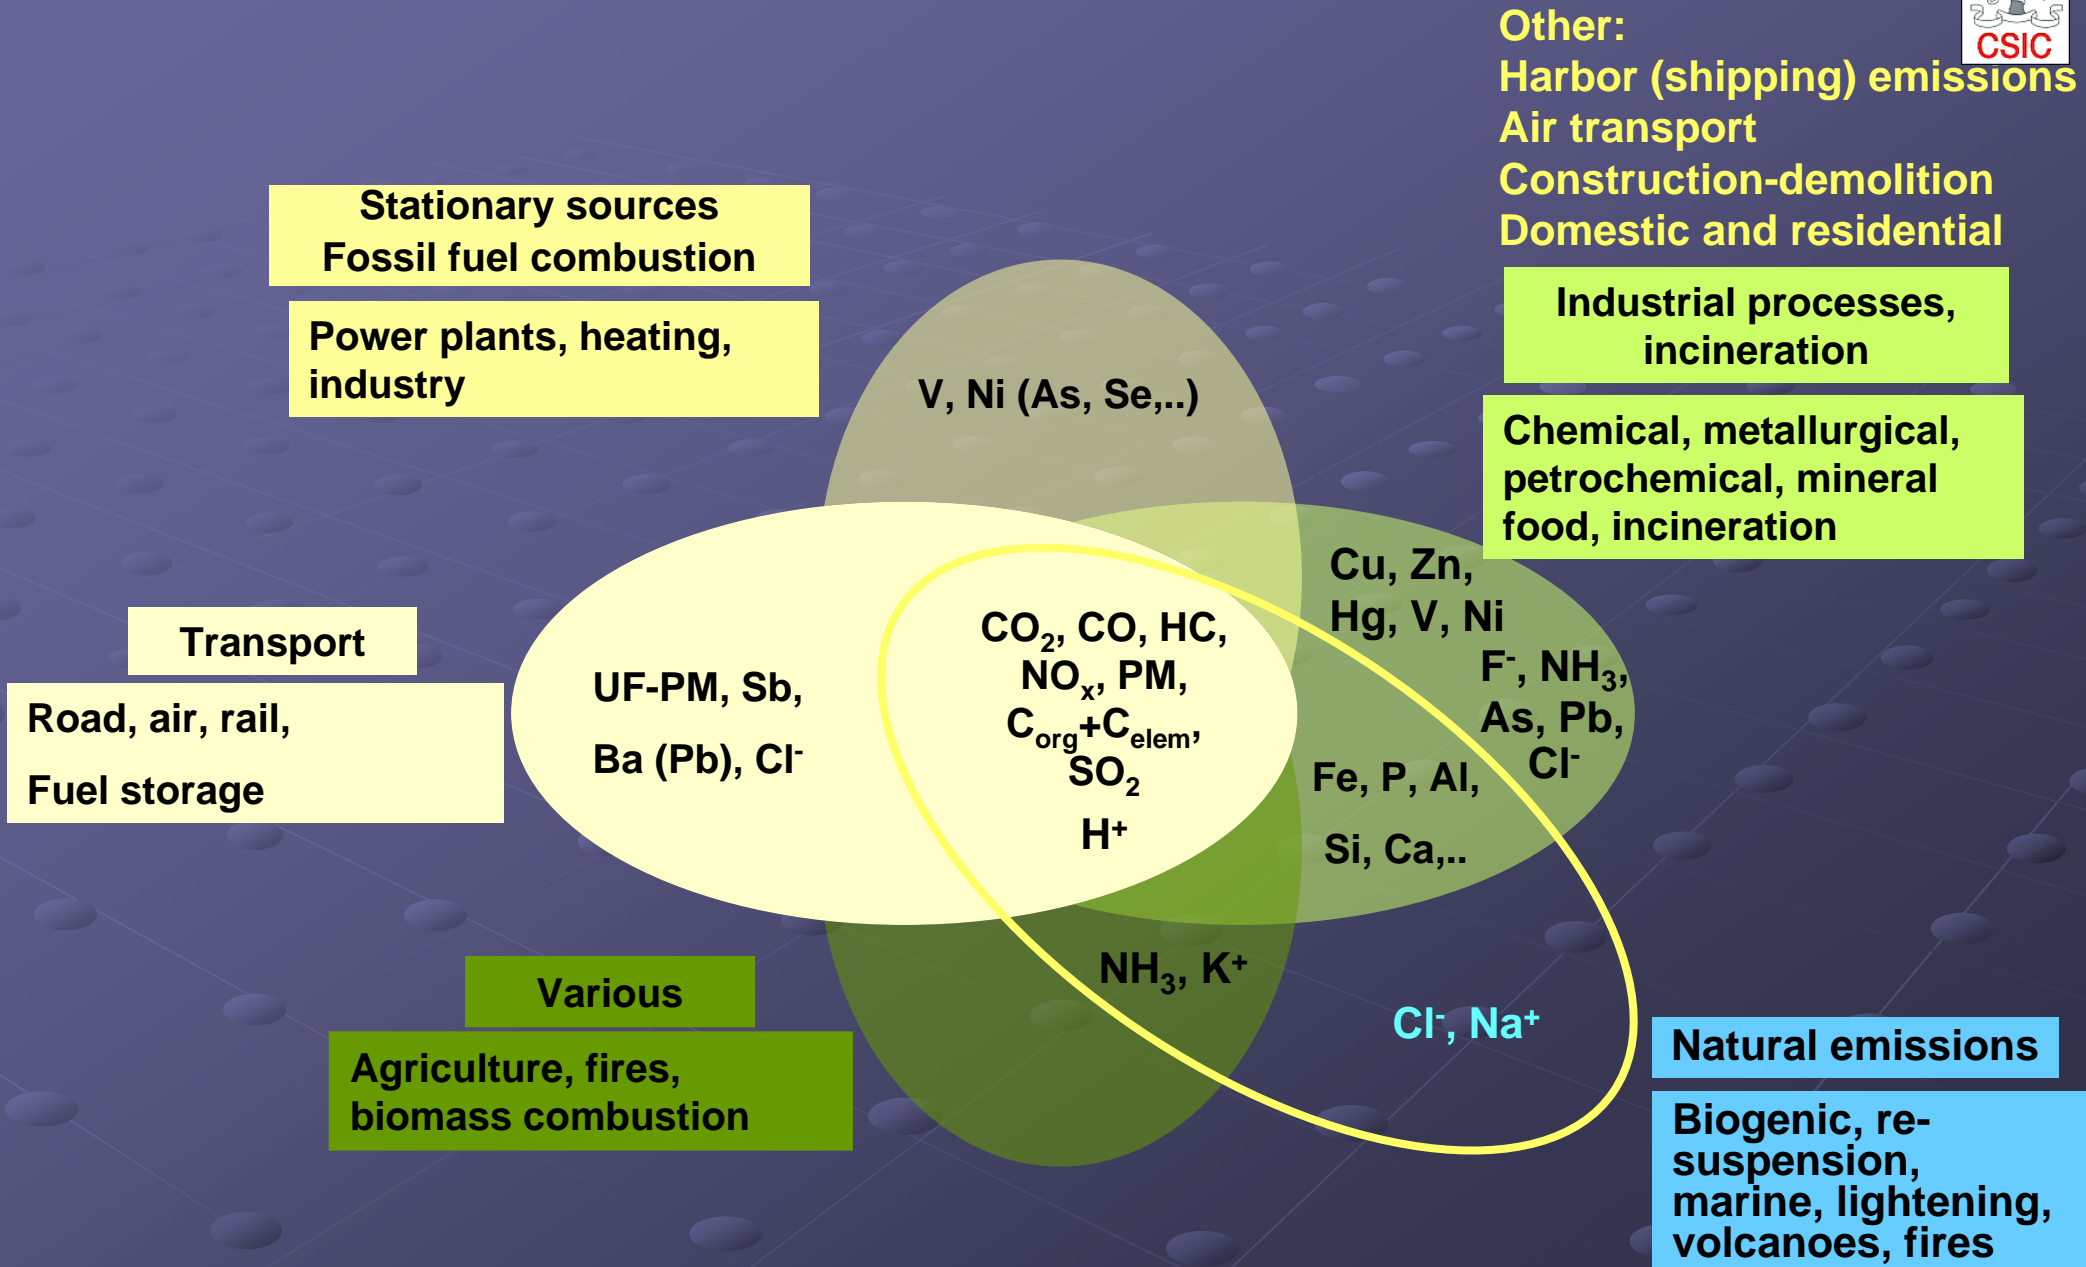 Other:
CSIC
Harbor (shipping) emissions
Air transport
Construction-demolition
Domestic and residential
Stationary sources
Fossil fuel combustion
Power plants, heating,
industry
Industrial processes,
incineration
Chemical, metallurgical,
petrochemical, mineral
food, incineration
V, Ni (As, Se,..)
Cu, Zn,
Hg, V, Ni
F⁻, NH₃,
As, Pb,
Cl⁻
Transport
Road, air, rail,
Fuel storage
UF-PM, Sb,
Ba (Pb), Cl⁻
CO₂, CO, HC,
NOₓ, PM,
C_org+C_elem,
SO₂
H⁺
Fe, P, Al,
Si, Ca,..
Various
Agriculture, fires,
biomass combustion
NH₃, K⁺
Cl⁻, Na⁺
Natural emissions
Biogenic, re-
suspension,
marine, lightening,
volcanoes, fires